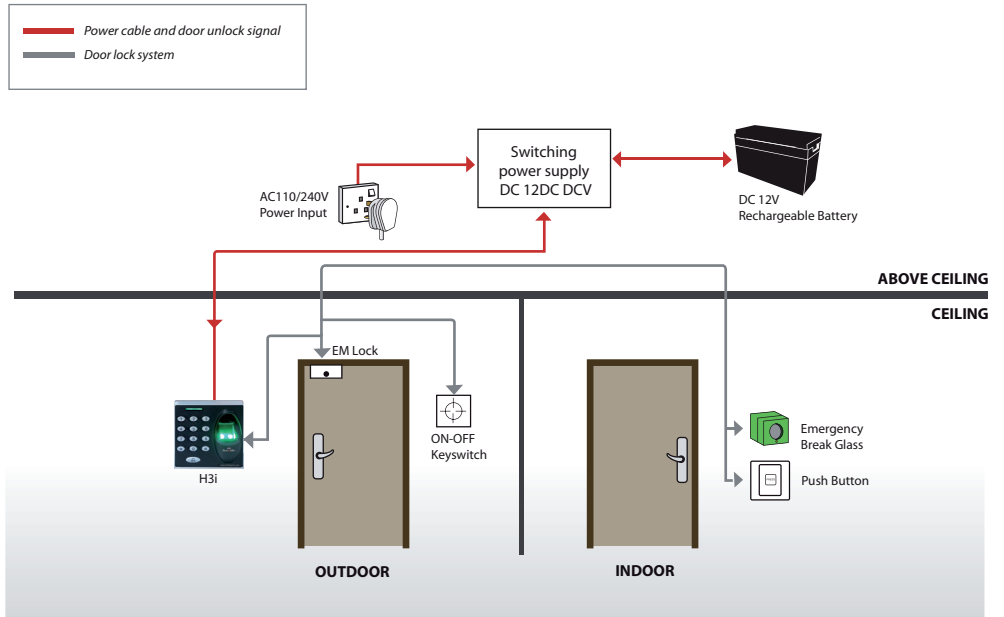 Power cable and door unlock signal
Door lock system
Switching
power supply
DC 12DC DCV
AC110/240V
Power Input
DC 12V
Rechargeable Battery
ABOVE CEILING
CEILING
EM Lock
ON-OFF
Keyswitch
H3i
Emergency
Break Glass
Push Button
OUTDOOR
INDOOR